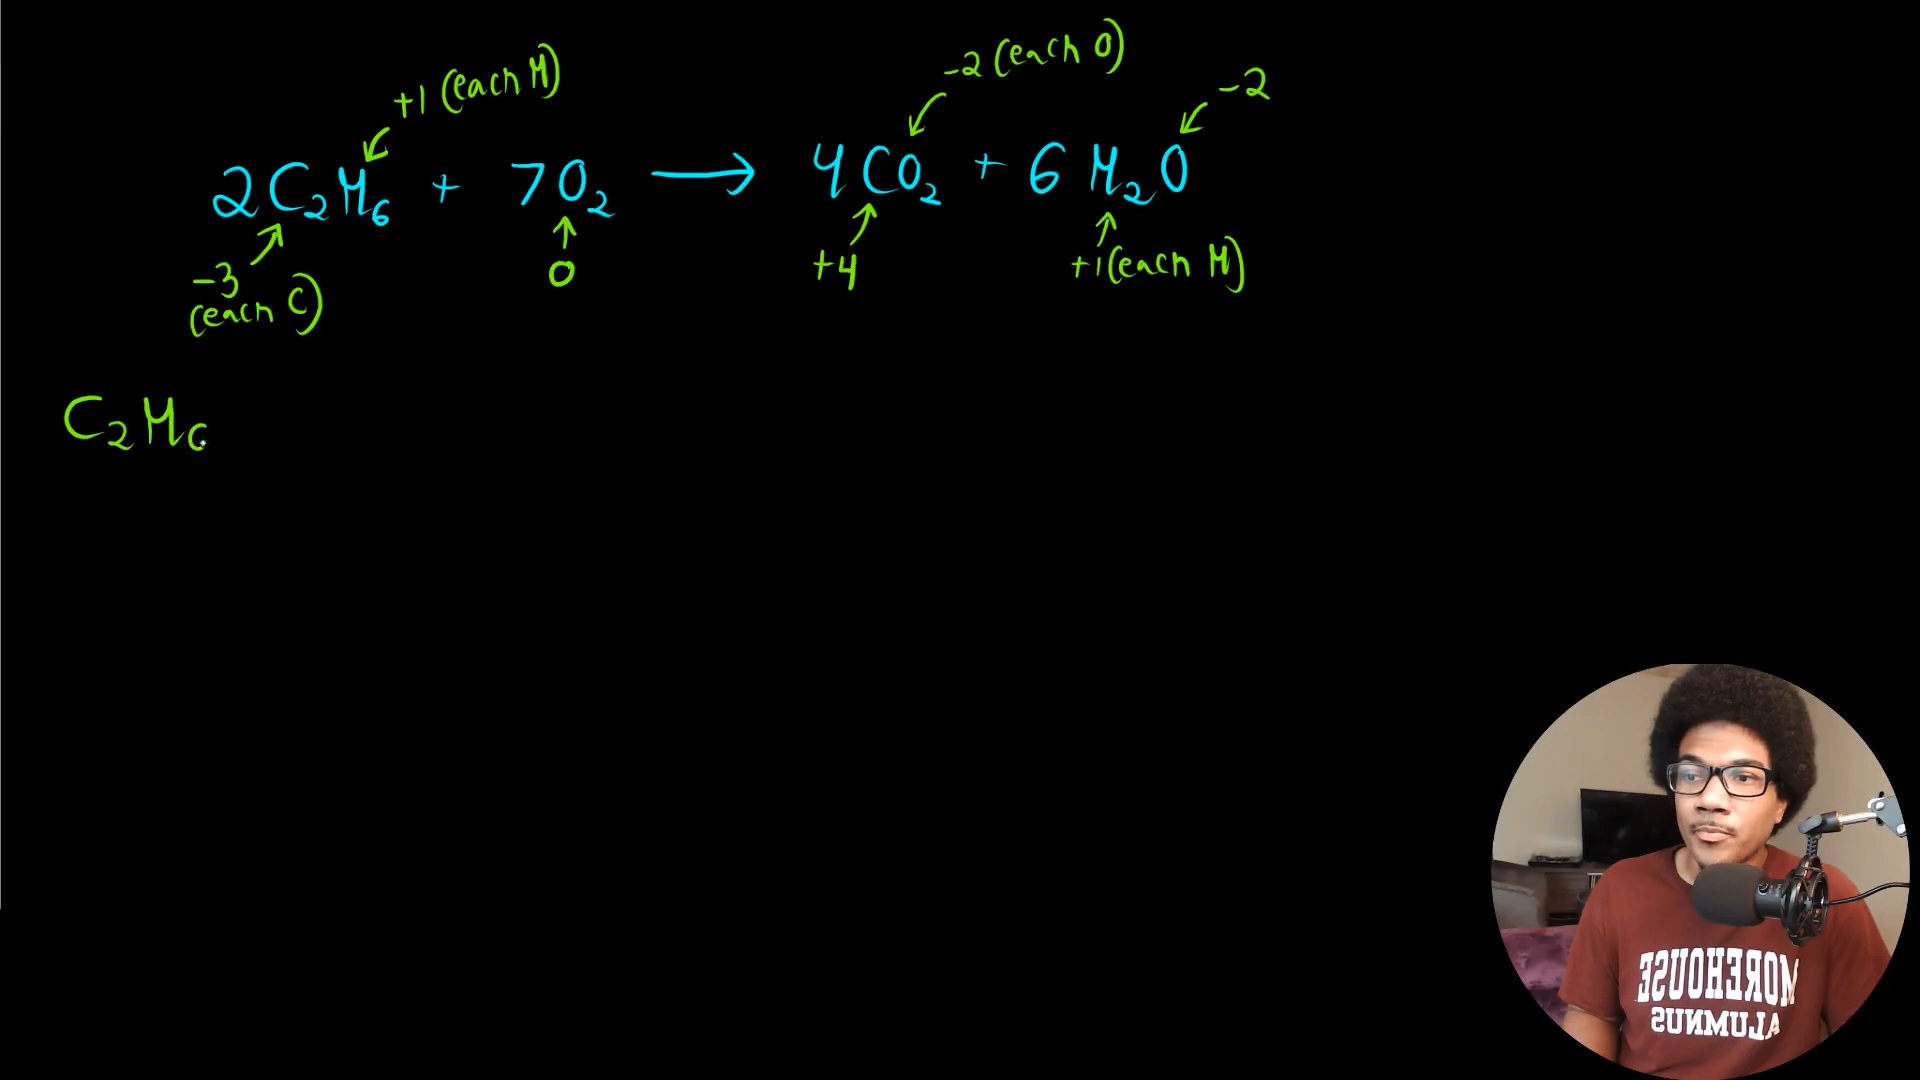 +1 (each H)
-2 (each O)
-2
2C₂H₆ + 7O₂ → 4CO₂ + 6H₂O
-3
(each C)
0
+4
+1 (each H)
C₂H₆
MOREHOUSE
ALUMNUS